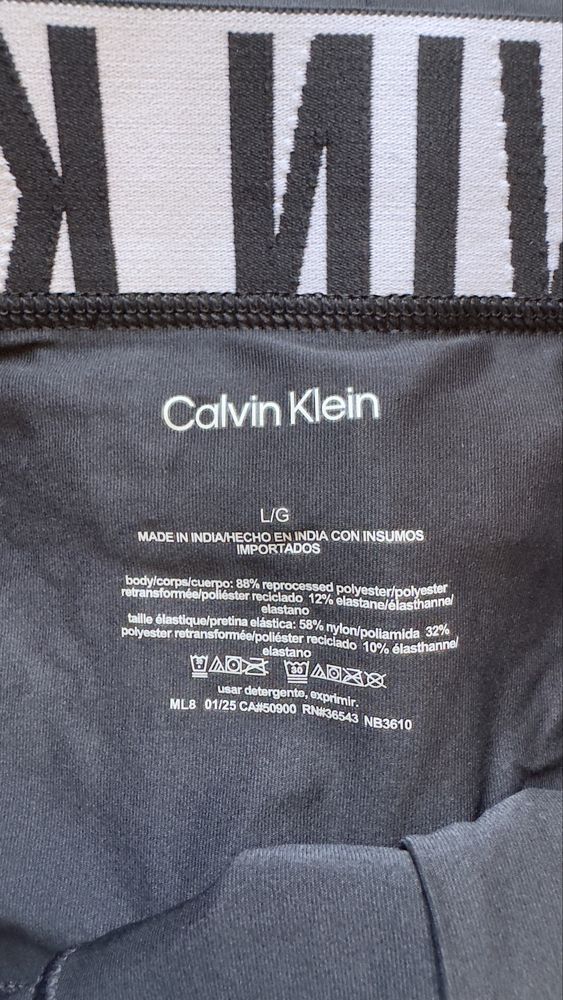 K IN K
Calvin Klein
L/G
MADE IN INDIA/HECHO EN INDIA CON INSUMOS
IMPORTADOS
body/corps/cuerpo: 88% reprocessed polyester/polyester
retransformée/poliéster reciclado 12% elastane/élasthanne/
elastano
taille élastique/pretina elástica: 58% nylon/poliamida 32%
polyester retransformée/poliéster reciclado 10% élasthanne/
elastano
usar detergente, exprimir.
ML8 01/25 CA#50900 RN#36543 NB3610